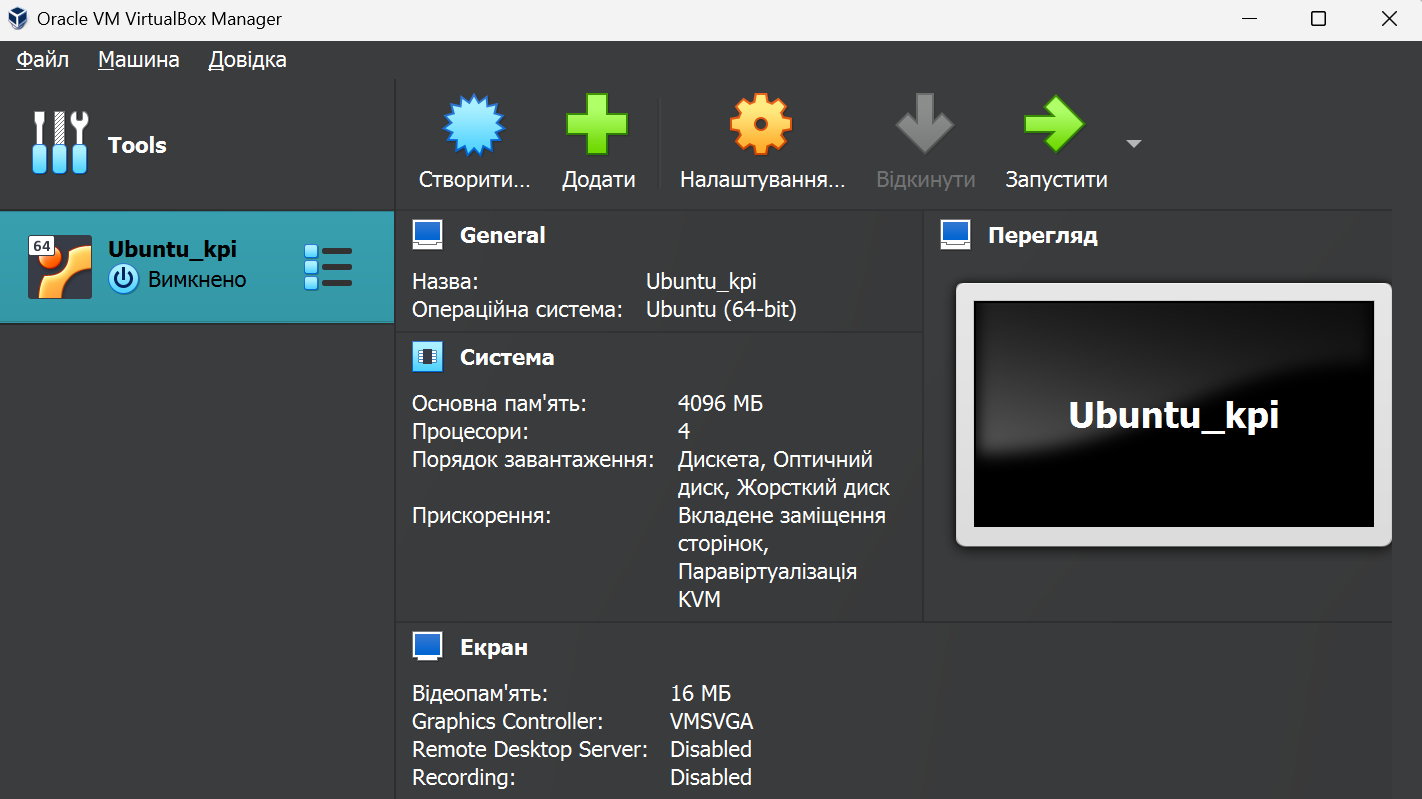 Oracle VM VirtualBox Manager
Файл Машина Довідка
Tools
Створити... Додати Налаштування... Відкинути Запустити
64
Ubuntu_kpi
Вимкнено
General
Назва: Ubuntu_kpi
Операційна система: Ubuntu (64-bit)
Перегляд
Ubuntu_kpi
Система
Основна пам'ять: 4096 МБ
Процесори: 4
Порядок завантаження: Дискета, Оптичний
диск, Жорсткий диск
Прискорення: Вкладене заміщення
сторінок,
Паравіртуалізація
KVM
Екран
Відеопам'ять: 16 МБ
Graphics Controller: VMSVGA
Remote Desktop Server: Disabled
Recording: Disabled